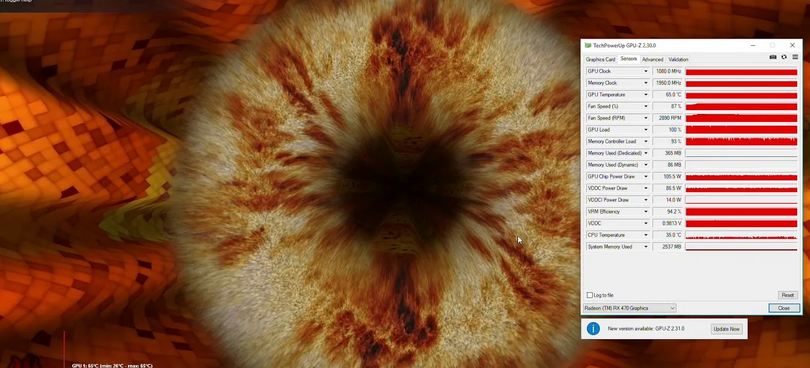 TechPowerUp GPU-Z 2.30.0
Graphics Card Sensors Advanced Validation
GPU Clock 1080.0 MHz
Memory Clock 1950.0 MHz
GPU Temperature 65.0 °C
Fan Speed (%) 87 %
Fan Speed (RPM) 2890 RPM
GPU Load 100 %
Memory Controller Load 93 %
Memory Used (Dedicated) 365 MB
Memory Used (Dynamic) 86 MB
GPU Chip Power Draw 105.5 W
VDDC Power Draw 86.5 W
VDDCI Power Draw 14.0 W
VRM Efficiency 94.2 %
VDDC 0.9813 V
CPU Temperature 35.0 °C
System Memory Used 2537 MB
Log to file Reset
Radeon (TM) RX 470 Graphics Close
New version available: GPU-Z 2.31.0 Update Now
GPU 1: 65°C (min: 26°C - max: 65°C)